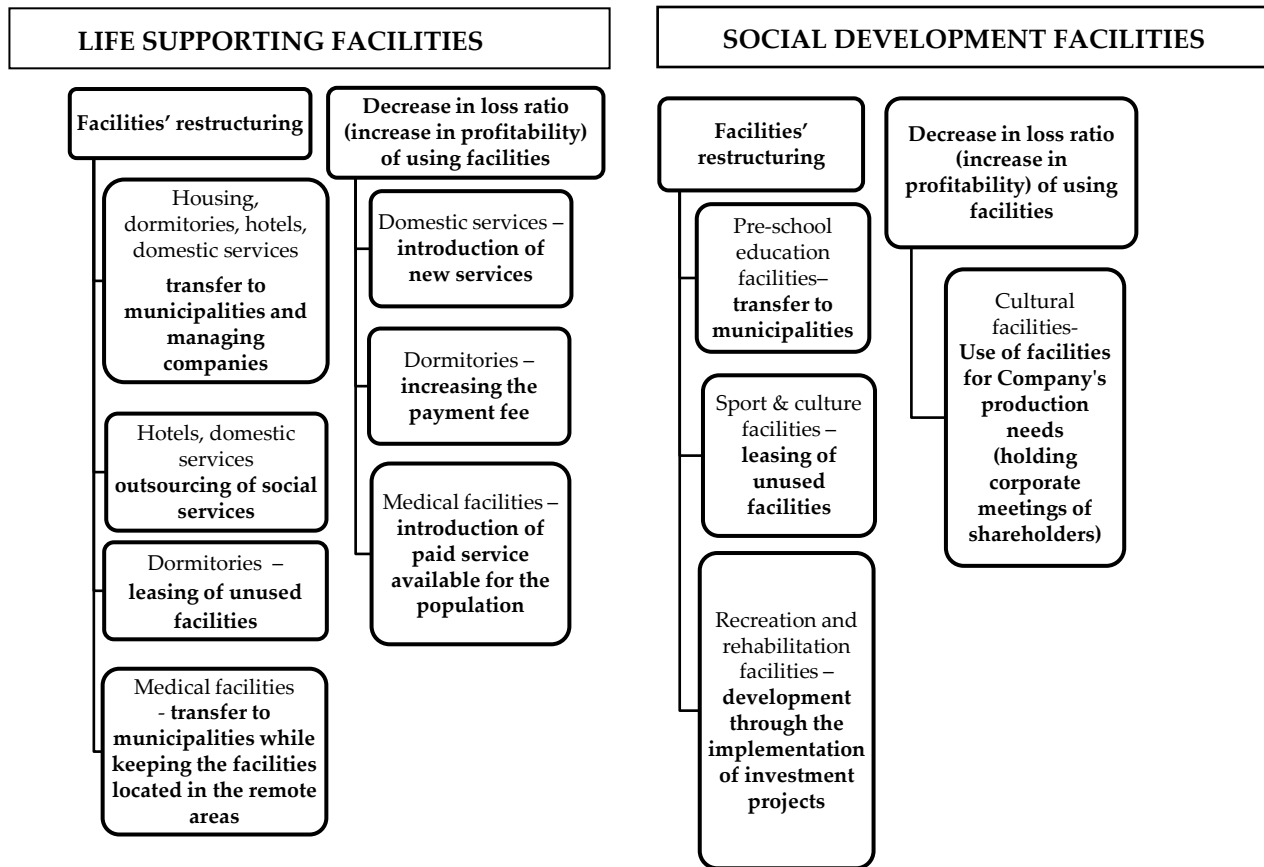 LIFE SUPPORTING FACILITIES
Facilities’ restructuring
Housing,
dormitories, hotels,
domestic services
transfer to
municipalities and
managing
companies
Hotels, domestic
services
outsourcing of social
services
Dormitories –
leasing of unused
facilities
Medical facilities
- transfer to
municipalities while
keeping the facilities
located in the remote
areas
Decrease in loss ratio
(increase in profitability)
of using facilities
Domestic services –
introduction of
new services
Dormitories –
increasing the
payment fee
Medical facilities –
introduction of
paid service
available for the
population
SOCIAL DEVELOPMENT FACILITIES
Facilities’
restructuring
Pre-school
education
facilities–
transfer to
municipalities
Sport & culture
facilities –
leasing of
unused
facilities
Recreation and
rehabilitation
facilities –
development
through the
implementation
of investment
projects
Decrease in loss ratio
(increase in
profitability) of using
facilities
Cultural
facilities-
Use of facilities
for Company's
production
needs
(holding
corporate
meetings of
shareholders)